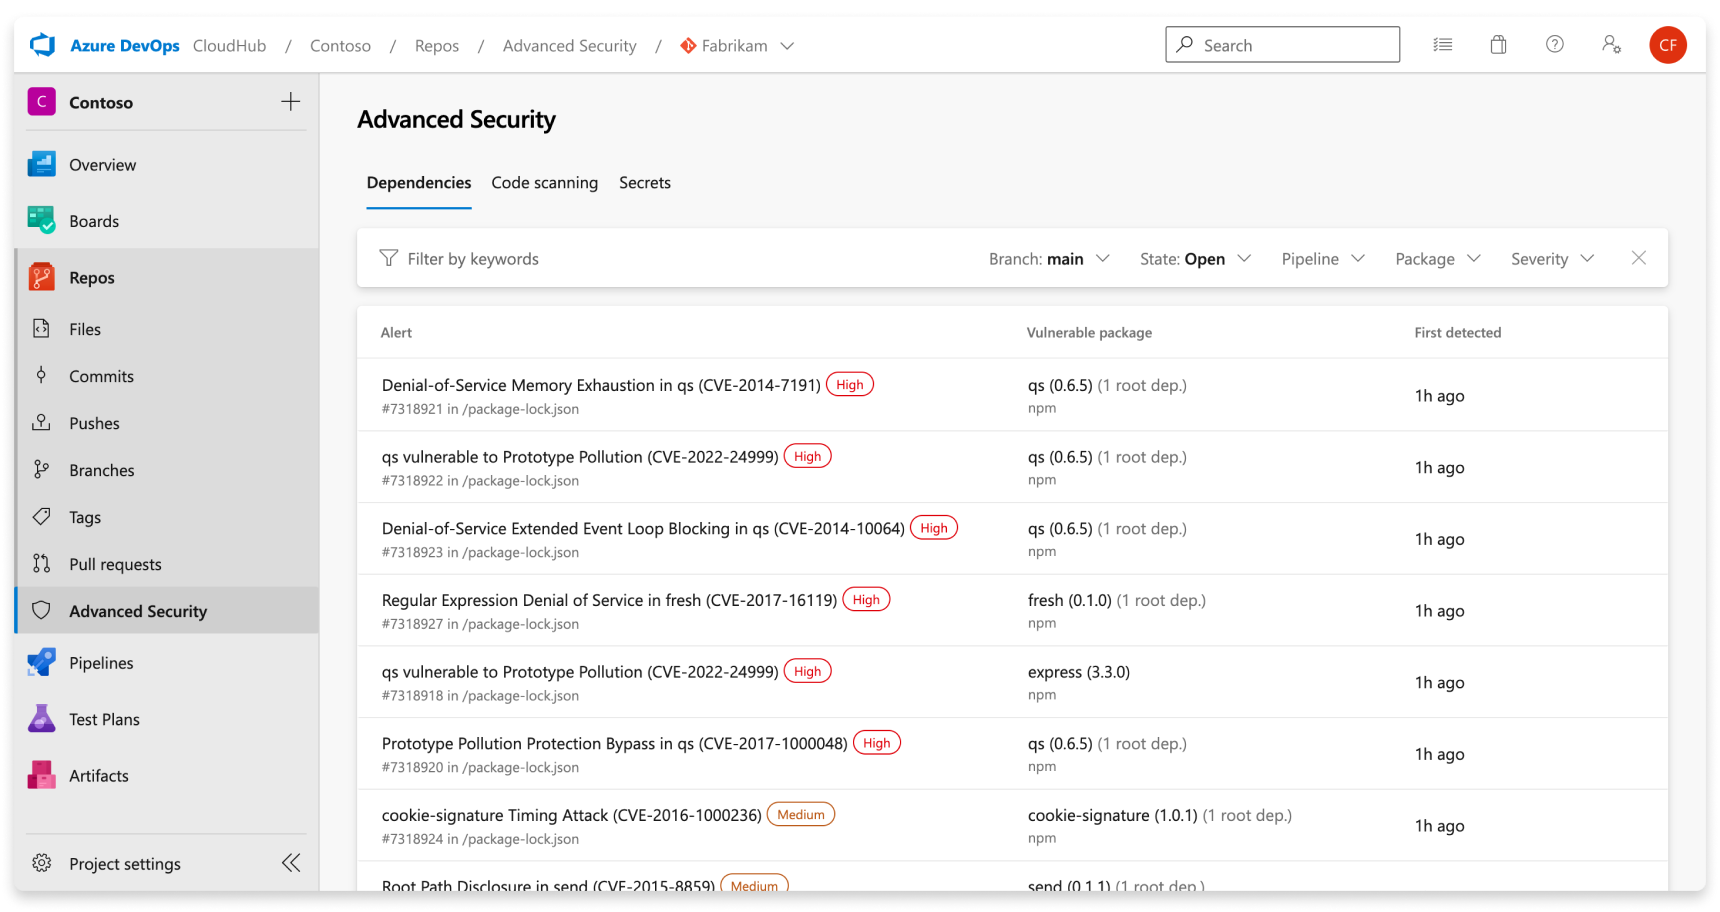 Azure DevOps CloudHub / Contoso / Repos / Advanced Security / Fabrikam
Search
CF
C Contoso
Overview
Boards
Repos
Files
Commits
Pushes
Branches
Tags
Pull requests
Advanced Security
Pipelines
Test Plans
Artifacts
Project settings
Advanced Security
Dependencies Code scanning Secrets
Filter by keywords Branch: main State: Open Pipeline Package Severity
Alert Vulnerable package First detected
Denial-of-Service Memory Exhaustion in qs (CVE-2014-7191) High qs (0.6.5) (1 root dep.) 1h ago
#7318921 in /package-lock.json npm
qs vulnerable to Prototype Pollution (CVE-2022-24999) High qs (0.6.5) (1 root dep.) 1h ago
#7318922 in /package-lock.json npm
Denial-of-Service Extended Event Loop Blocking in qs (CVE-2014-10064) High qs (0.6.5) (1 root dep.) 1h ago
#7318923 in /package-lock.json npm
Regular Expression Denial of Service in fresh (CVE-2017-16119) High fresh (0.1.0) (1 root dep.) 1h ago
#7318927 in /package-lock.json npm
qs vulnerable to Prototype Pollution (CVE-2022-24999) High express (3.3.0) 1h ago
#7318918 in /package-lock.json npm
Prototype Pollution Protection Bypass in qs (CVE-2017-1000048) High qs (0.6.5) (1 root dep.) 1h ago
#7318920 in /package-lock.json npm
cookie-signature Timing Attack (CVE-2016-1000236) Medium cookie-signature (1.0.1) (1 root dep.) 1h ago
#7318924 in /package-lock.json npm
Root Path Disclosure in send (CVE-2015-8859) Medium send (0.1.1) (1 root dep.)